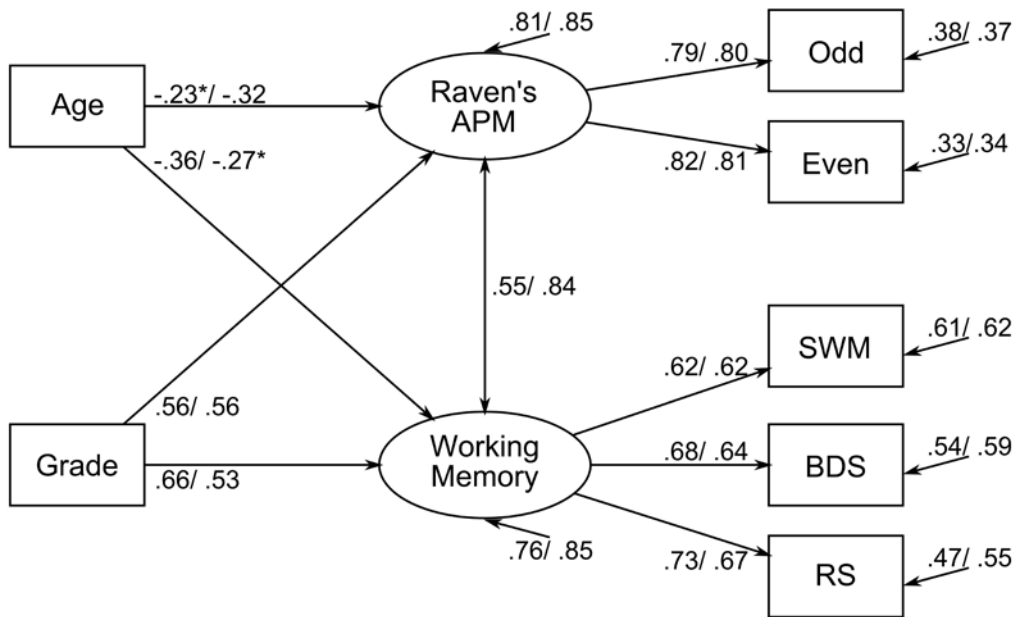 .81/ .85
.79/ .80
Odd
.38/ .37
Age
-.23*/ -.32
Raven's
APM
-.36/ -.27*
.82/ .81
Even
.33/.34
.55/ .84
SWM
.61/ .62
.62/ .62
.56/ .56
Grade
.66/ .53
Working
Memory
.68/ .64
BDS
.54/ .59
.76/ .85
.73/ .67
RS
.47/ .55